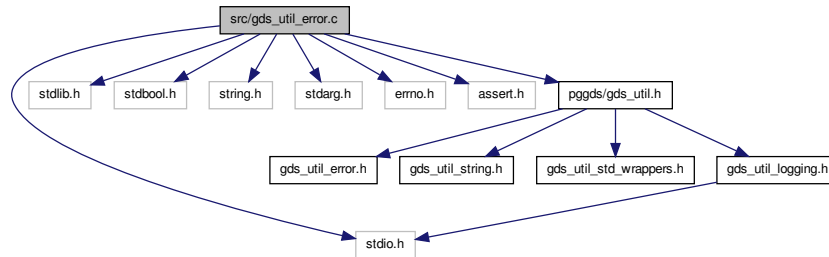 src/gds_util_error.c
stdlib.h
stdbool.h
string.h
stdarg.h
errno.h
assert.h
pggds/gds_util.h
gds_util_error.h
gds_util_string.h
gds_util_std_wrappers.h
gds_util_logging.h
stdio.h